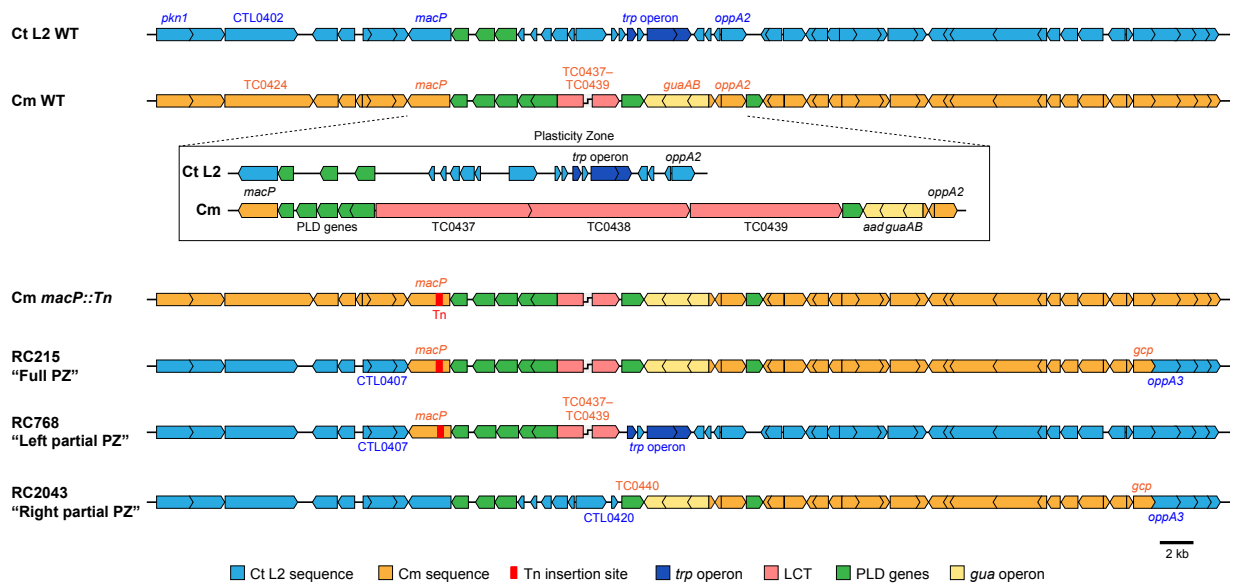 pkn1 CTL0402 macP trp operon oppA2
Ct L2 WT
TC0437–
TC0439
TC0424 macP guaAB oppA2
Cm WT
Plasticity Zone
trp operon oppA2
Ct L2
macP oppA2
Cm
PLD genes TC0437 TC0438 TC0439 aad guaAB
macP
Cm macP::Tn
Tn
macP gcp
RC215
“Full PZ”
CTL0407 oppA3
TC0437–
TC0439
macP
RC768
“Left partial PZ”
CTL0407 trp operon
TC0440 gcp
RC2043
“Right partial PZ”
CTL0420 oppA3
2 kb
Ct L2 sequence Cm sequence Tn insertion site trp operon LCT PLD genes gua operon